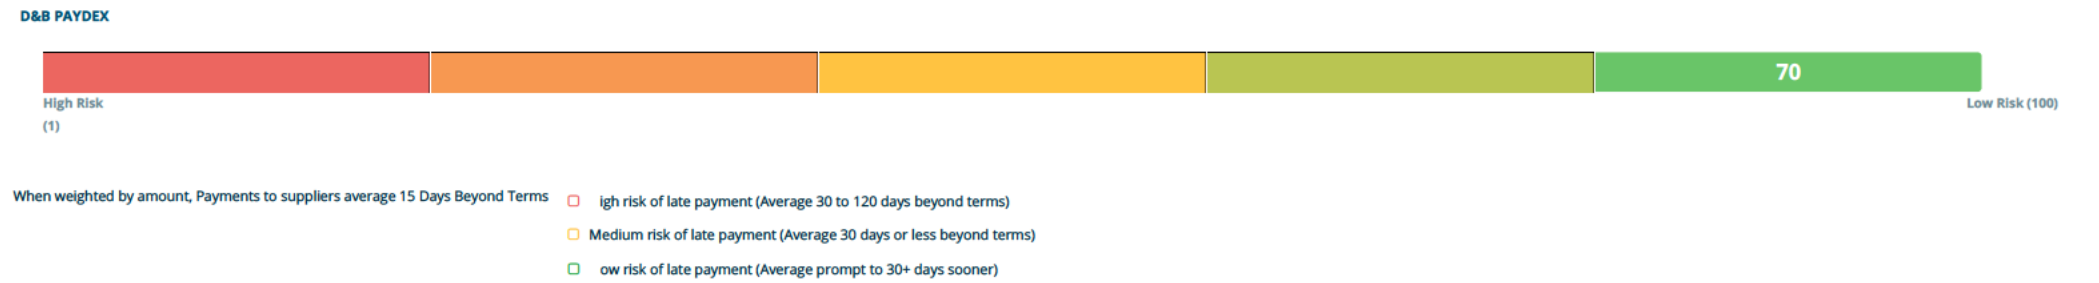 D&B PAYDEX
70
High Risk
(1)
Low Risk (100)
When weighted by amount, Payments to suppliers average 15 Days Beyond Terms
igh risk of late payment (Average 30 to 120 days beyond terms)
Medium risk of late payment (Average 30 days or less beyond terms)
ow risk of late payment (Average prompt to 30+ days sooner)